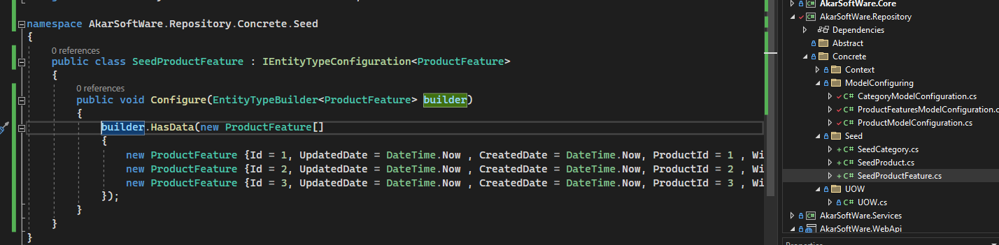 namespace AkarSoftWare.Repository.Concrete.Seed
{
0 references
public class SeedProductFeature : IEntityTypeConfiguration<ProductFeature>
{
0 references
public void Configure(EntityTypeBuilder<ProductFeature> builder)
{
builder.HasData(new ProductFeature[]
{
new ProductFeature {Id = 1, UpdatedDate = DateTime.Now , CreatedDate = DateTime.Now, ProductId = 1 , Wi
new ProductFeature {Id = 2, UpdatedDate = DateTime.Now , CreatedDate = DateTime.Now, ProductId = 2 , Wi
new ProductFeature {Id = 3, UpdatedDate = DateTime.Now , CreatedDate = DateTime.Now, ProductId = 3 , Wi
});
}
}
}
C# AkarSoftWare.Core
C# AkarSoftWare.Repository
Dependencies
Abstract
Concrete
Context
ModelConfiguring
C# CategoryModelConfiguration.cs
C# ProductFeaturesModelConfiguration.c
C# ProductModelConfiguration.cs
Seed
+ C# SeedCategory.cs
+ C# SeedProduct.cs
+ C# SeedProductFeature.cs
UOW
C# UOW.cs
C# AkarSoftWare.Services
AkarSoftWare.WebApi
Properties